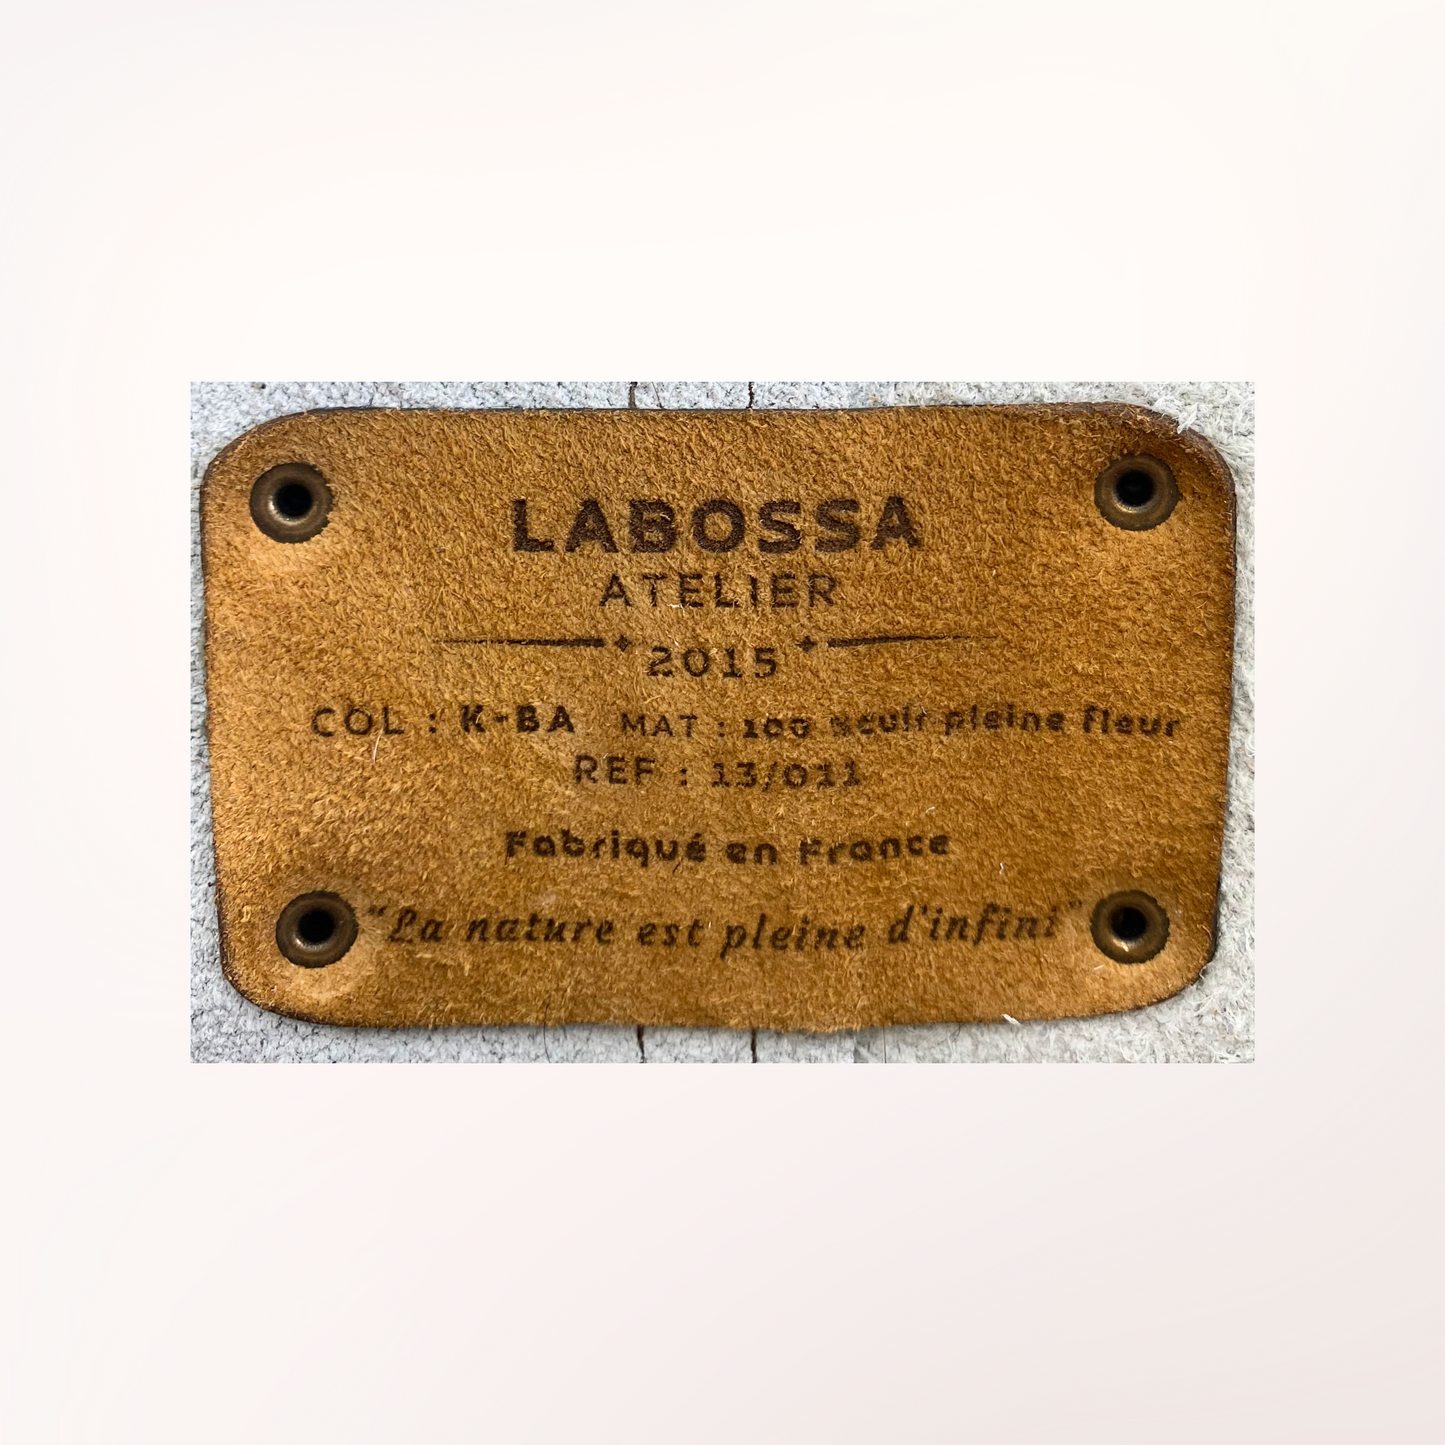 LABOSSA
ATELIER
2015
COL : K-BA MAT : 100 %cuir pleine fleur
REF : 13/011
Fabriqué en France
"La nature est pleine d'infini"